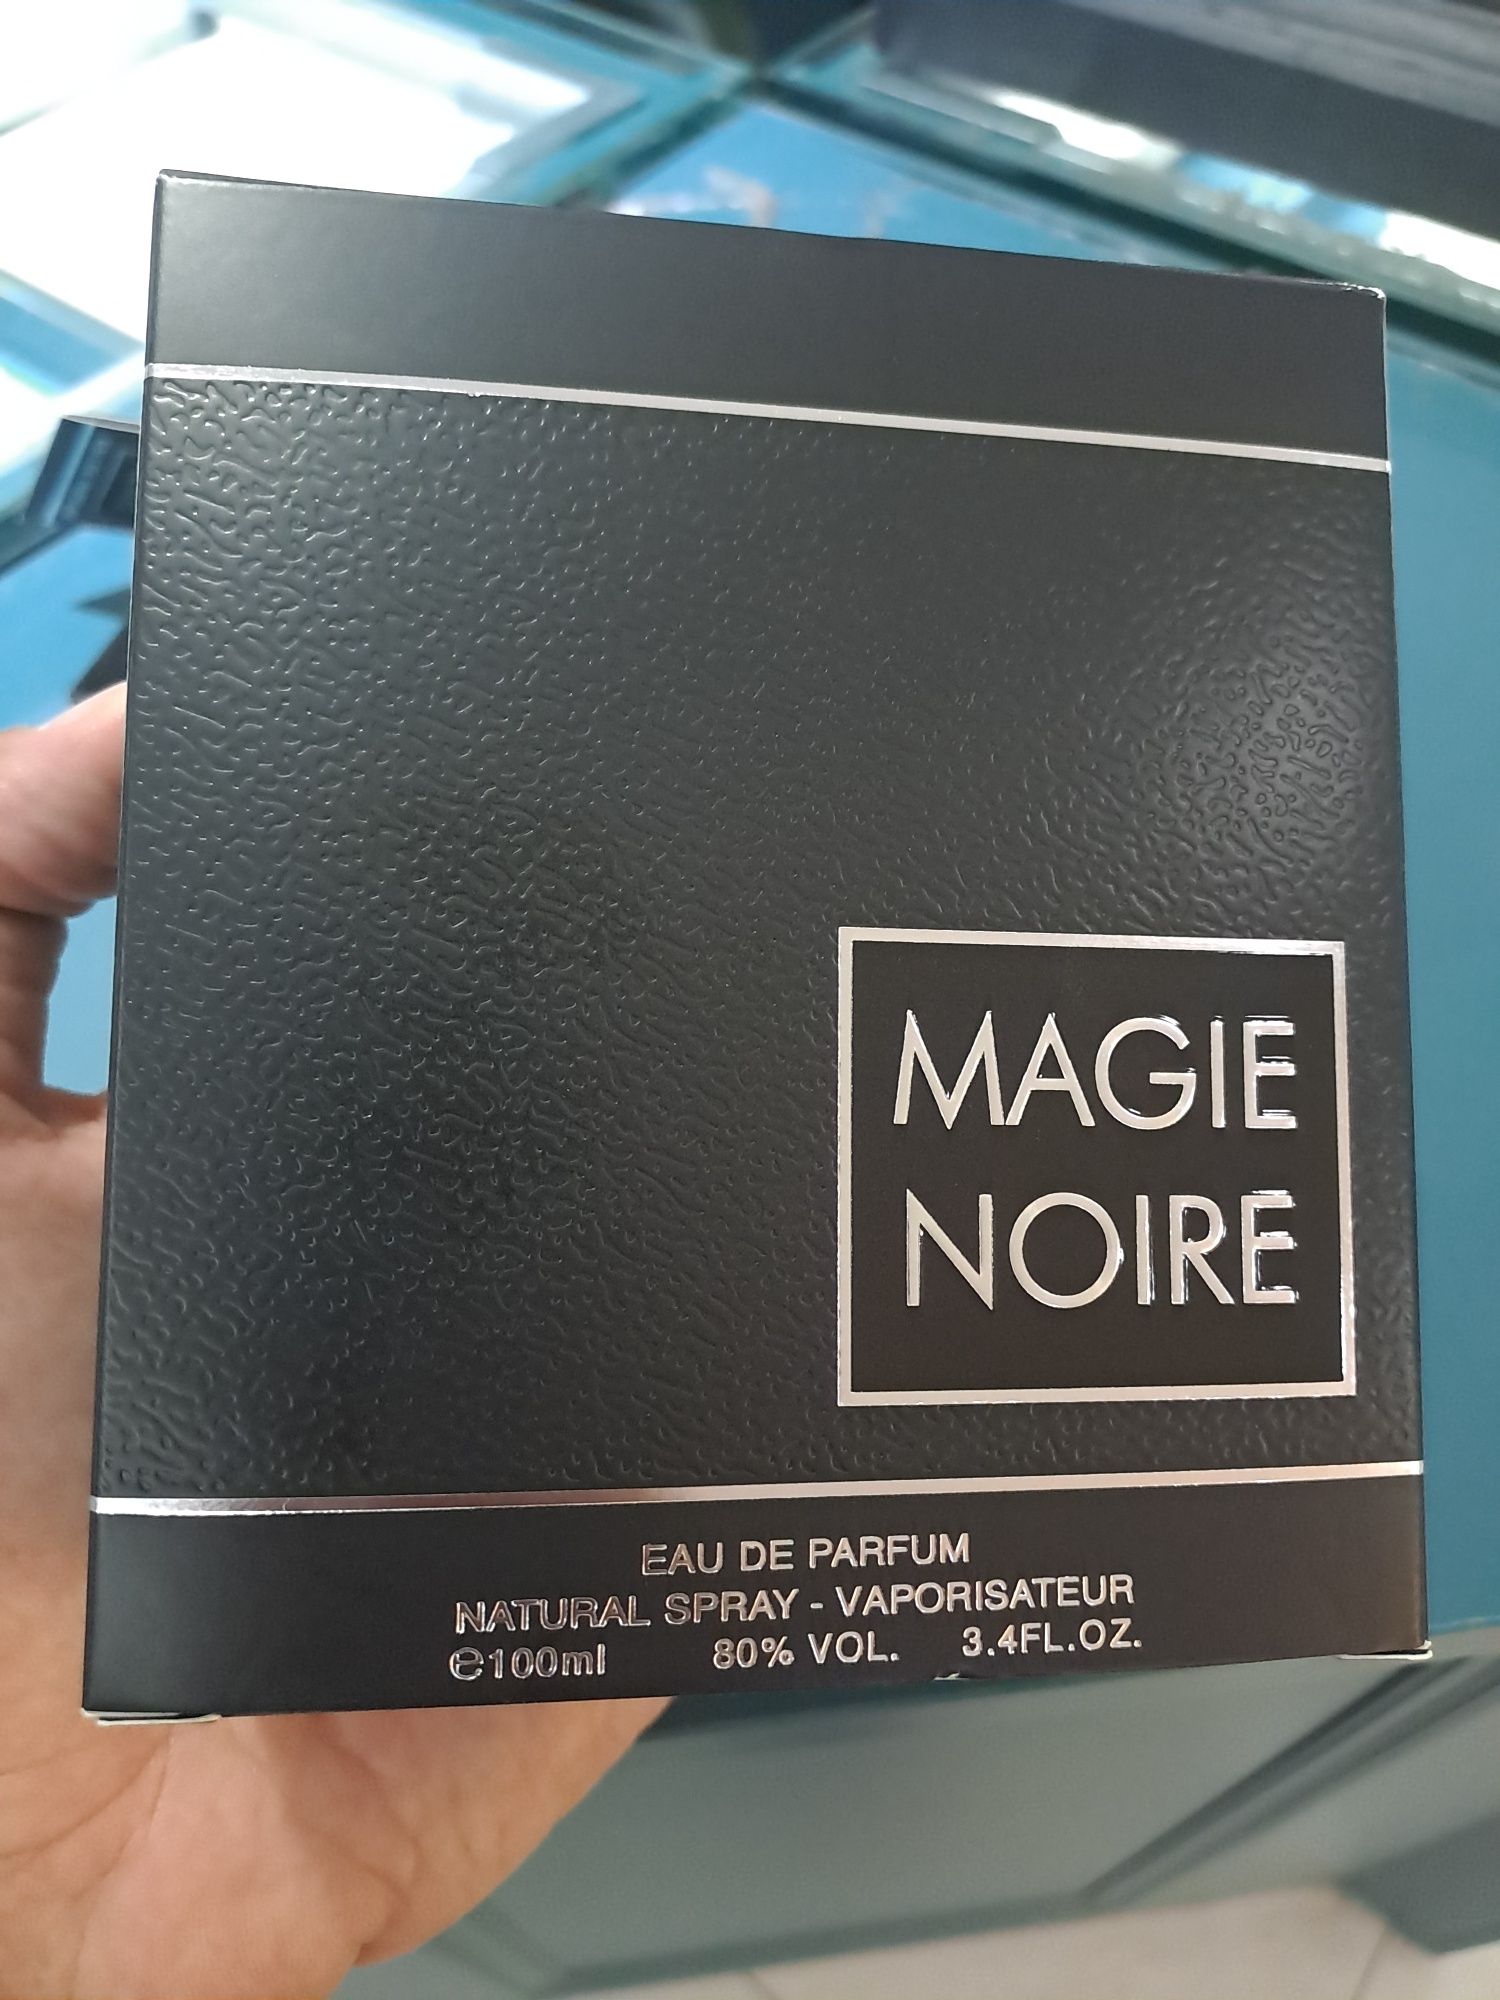 MAGIE
NOIRE
EAU DE PARFUM
NATURAL SPRAY - VAPORISATEUR
℮100ml 80% VOL. 3.4FL.OZ.